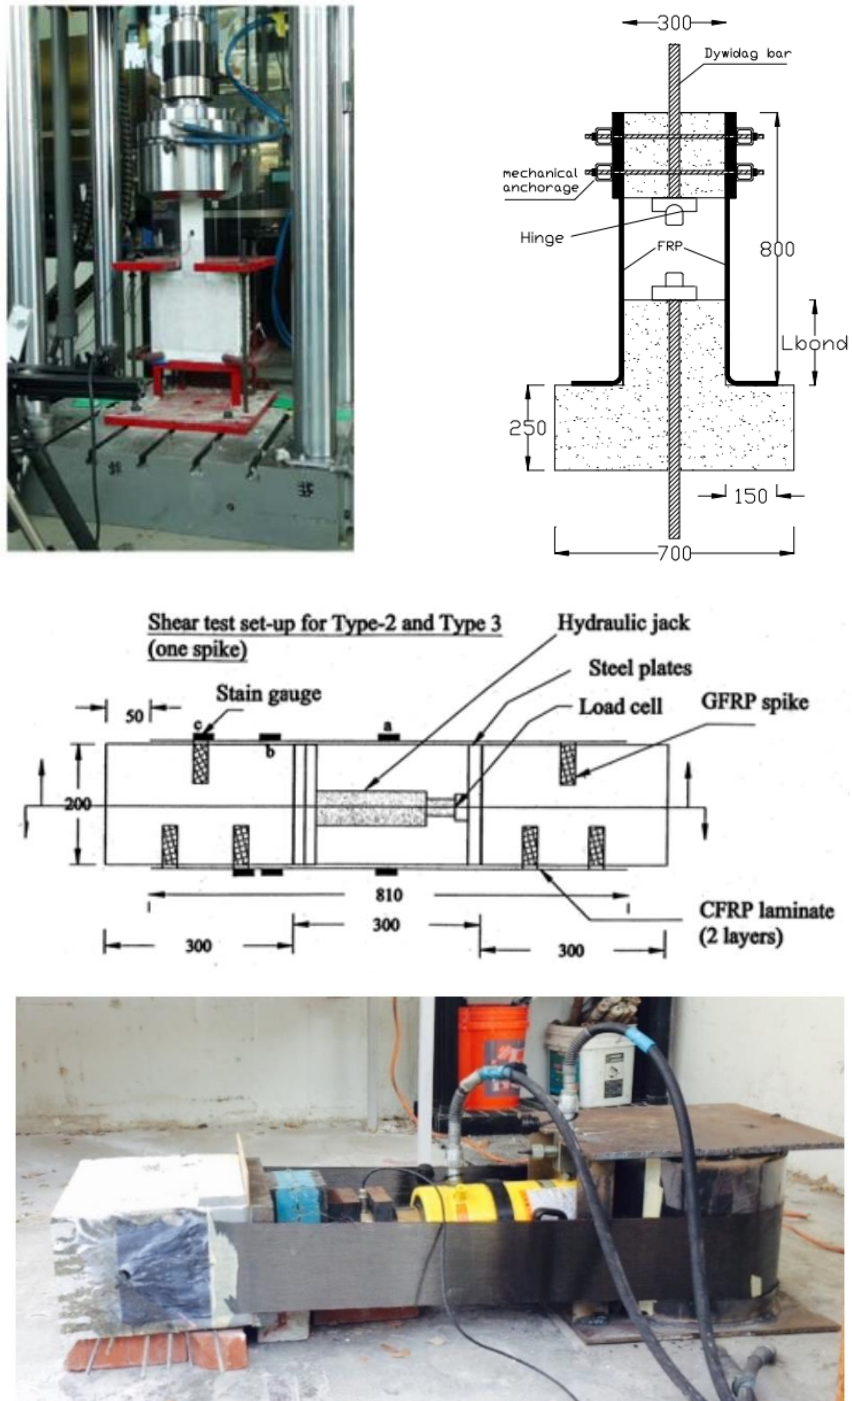 300
Dywidag bar
mechanical
anchorage
Hinge
FRP
800
Lbond
250
150
700
Shear test set-up for Type-2 and Type 3
(one spike)
Hydraulic jack
Steel plates
Stain gauge
Load cell
GFRP spike
50
c
a
b
200
810
CFRP laminate
(2 layers)
300
300
300